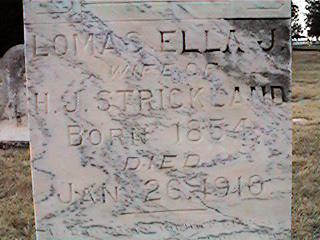 LOMAS ELLA J.
WIFE OF
H. J. STRICKLAND
BORN 1854
DIED
JAN. 26, 1910